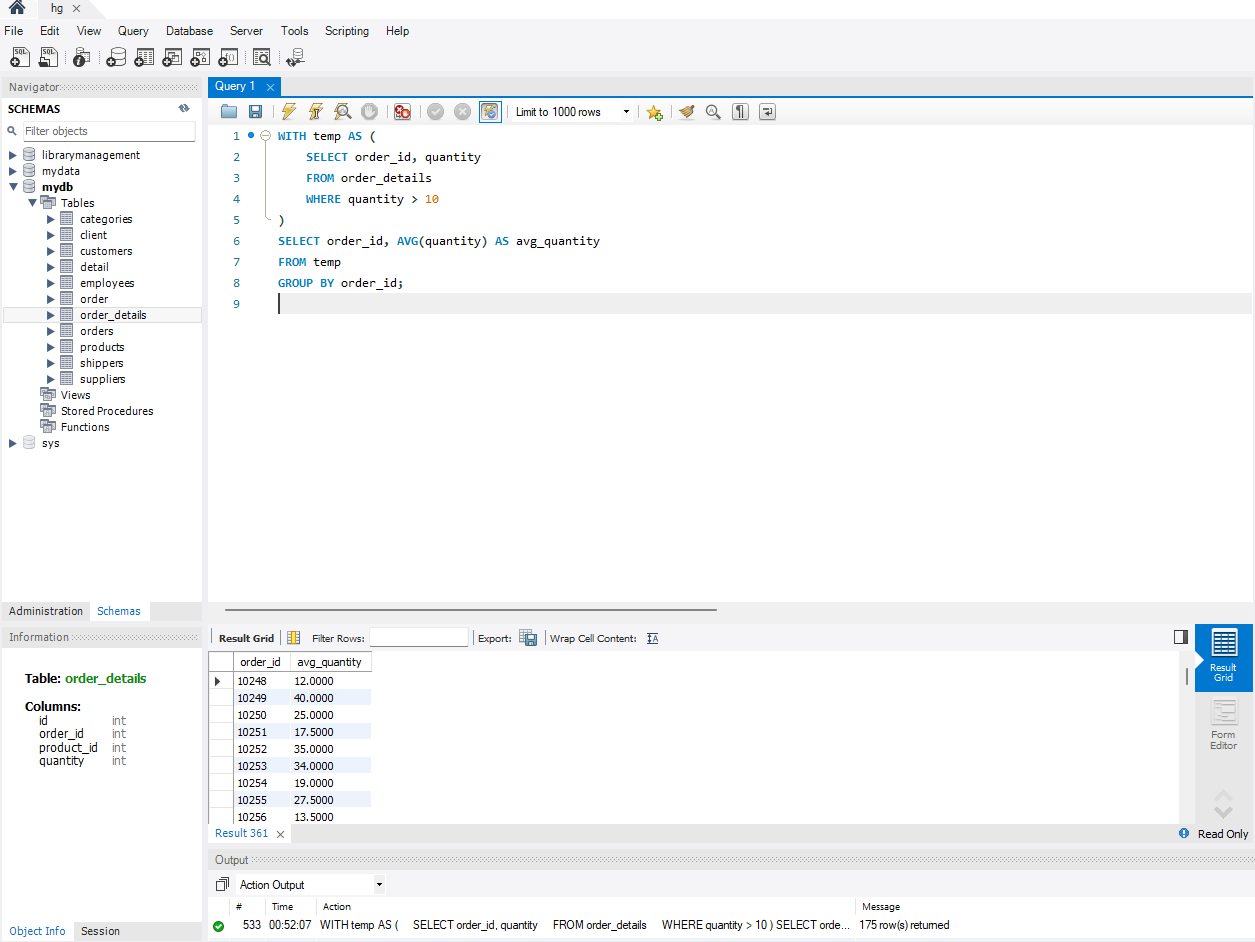 hg
File Edit View Query Database Server Tools Scripting Help
Navigator
Query 1
SCHEMAS
Limit to 1000 rows
Filter objects
librarymanagement
mydata
mydb
Tables
categories
client
customers
detail
employees
order
order_details
orders
products
shippers
suppliers
Views
Stored Procedures
Functions
sys
1 WITH temp AS (
2 SELECT order_id, quantity
3 FROM order_details
4 WHERE quantity > 10
5 )
6 SELECT order_id, AVG(quantity) AS avg_quantity
7 FROM temp
8 GROUP BY order_id;
9
Administration Schemas
Information
Table: order_details
Columns:
id int
order_id int
product_id int
quantity int
Object Info Session
Result Grid Filter Rows: Export: Wrap Cell Content:
order_id avg_quantity
10248 12.0000
10249 40.0000
10250 25.0000
10251 17.5000
10252 35.0000
10253 34.0000
10254 19.0000
10255 27.5000
10256 13.5000
Result
Grid
Form
Editor
Result 361
Read Only
Output
Action Output
# Time Action Message
533 00:52:07 WITH temp AS ( SELECT order_id, quantity FROM order_details WHERE quantity > 10 ) SELECT orde... 175 row(s) returned